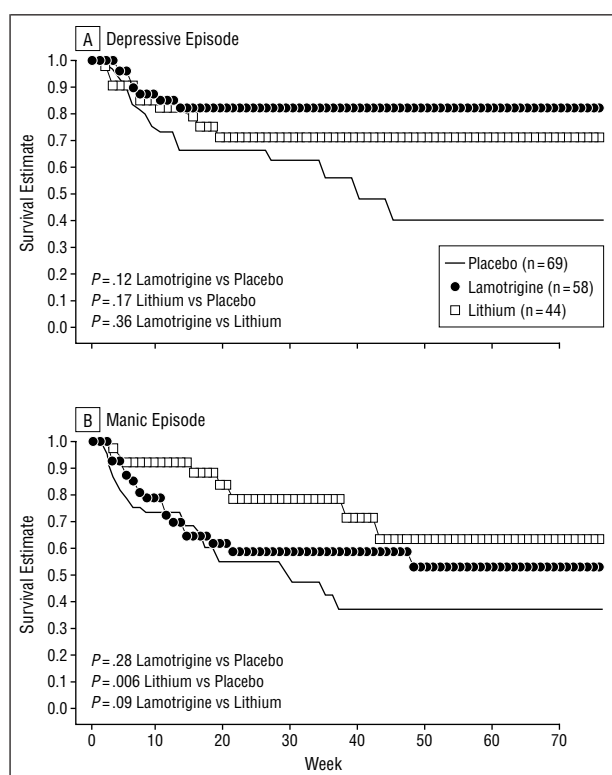 A Depressive Episode
1.0
0.9
0.8
0.7
0.6
0.5
0.4
0.3
0.2
0.1
0.0
Survival Estimate
P=.12 Lamotrigine vs Placebo
P=.17 Lithium vs Placebo
P=.36 Lamotrigine vs Lithium
Placebo (n=69)
Lamotrigine (n=58)
Lithium (n=44)
B Manic Episode
1.0
0.9
0.8
0.7
0.6
0.5
0.4
0.3
0.2
0.1
0.0
Survival Estimate
P=.28 Lamotrigine vs Placebo
P=.006 Lithium vs Placebo
P=.09 Lamotrigine vs Lithium
0 10 20 30 40 50 60 70
Week